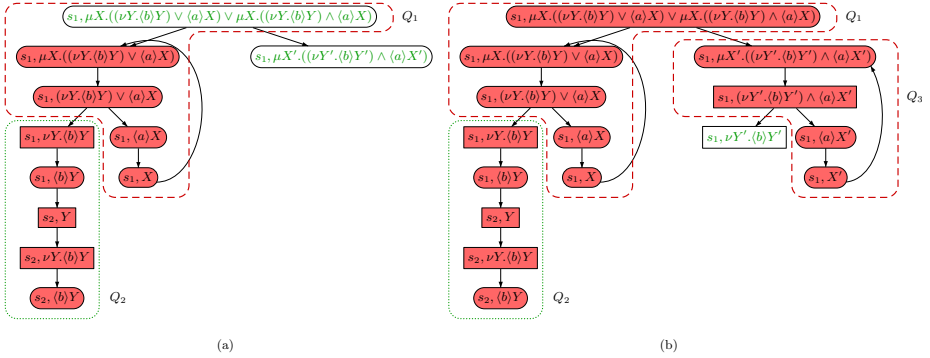 s₁, μX.((νY.⟨b⟩Y) ∨ ⟨a⟩X) ∨ μX.((νY.⟨b⟩Y) ∧ ⟨a⟩X)
Q₁
s₁, μX.((νY.⟨b⟩Y) ∨ ⟨a⟩X)
s₁, μX′.((νY′.⟨b⟩Y′) ∧ ⟨a⟩X′)
s₁, (νY.⟨b⟩Y) ∨ ⟨a⟩X
s₁, νY.⟨b⟩Y
s₁, ⟨a⟩X
s₁, ⟨b⟩Y
s₁, X
s₂, Y
s₂, νY.⟨b⟩Y
s₂, ⟨b⟩Y
Q₂
(a)
s₁, μX.((νY.⟨b⟩Y) ∨ ⟨a⟩X) ∨ μX.((νY.⟨b⟩Y) ∧ ⟨a⟩X)
Q₁
s₁, μX.((νY.⟨b⟩Y) ∨ ⟨a⟩X)
s₁, μX′.((νY′.⟨b⟩Y′) ∧ ⟨a⟩X′)
s₁, (νY.⟨b⟩Y) ∨ ⟨a⟩X
s₁, (νY′.⟨b⟩Y′) ∧ ⟨a⟩X′
Q₃
s₁, νY.⟨b⟩Y
s₁, ⟨a⟩X
s₁, νY′.⟨b⟩Y′
s₁, ⟨a⟩X′
s₁, ⟨b⟩Y
s₁, X
s₁, X′
s₂, Y
s₂, νY.⟨b⟩Y
s₂, ⟨b⟩Y
Q₂
(b)